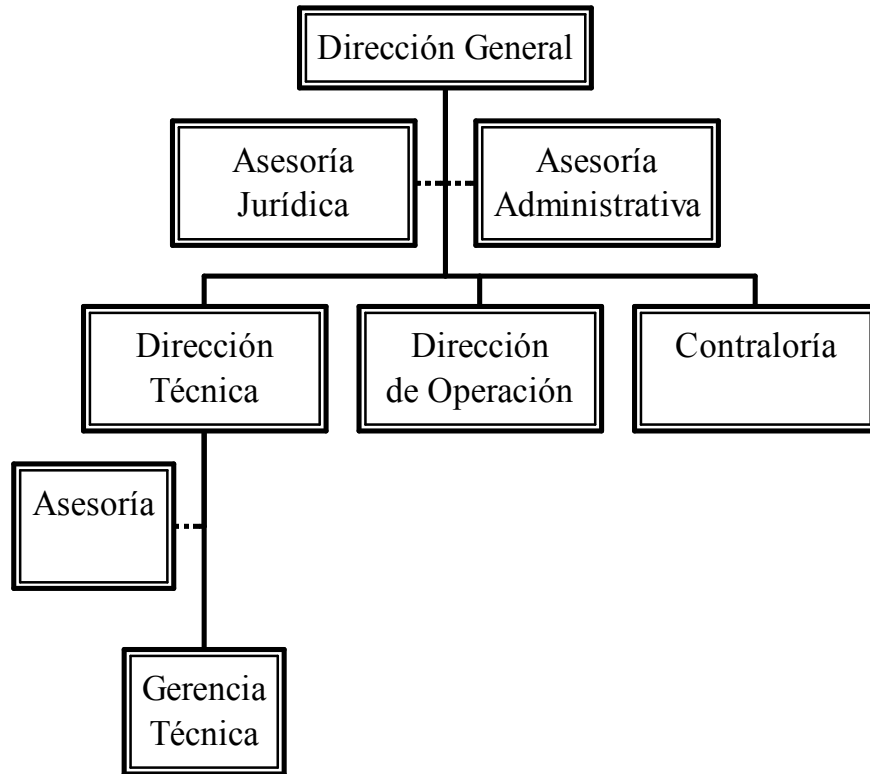 Dirección General
Asesoría
Jurídica
Asesoría
Administrativa
Dirección
Técnica
Dirección
de Operación
Contraloría
Asesoría
Gerencia
Técnica